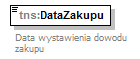 tns:DataZakupu
Data wystawienia dowodu
zakupu